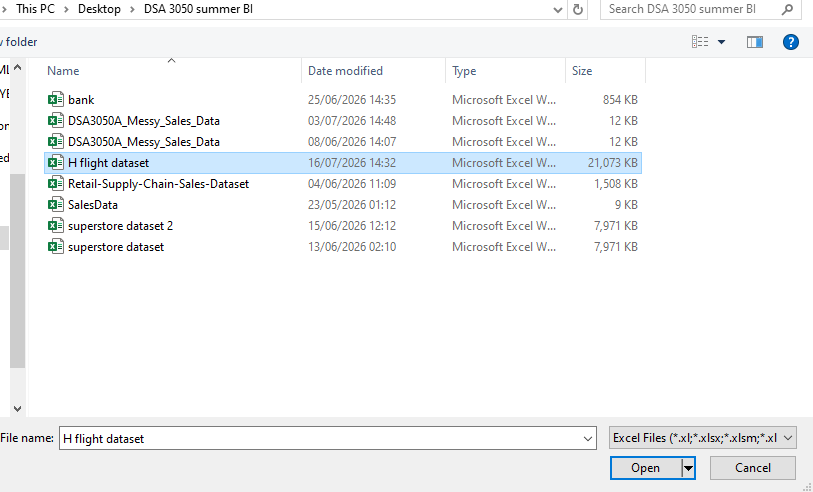 This PC > Desktop > DSA 3050 summer BI
Search DSA 3050 summer BI
folder
Name Date modified Type Size
bank 25/06/2026 14:35 Microsoft Excel W... 854 KB
DSA3050A_Messy_Sales_Data 03/07/2026 14:48 Microsoft Excel W... 12 KB
DSA3050A_Messy_Sales_Data 08/06/2026 14:07 Microsoft Excel W... 12 KB
H flight dataset 16/07/2026 14:32 Microsoft Excel W... 21,073 KB
Retail-Supply-Chain-Sales-Dataset 04/06/2026 11:09 Microsoft Excel W... 1,508 KB
SalesData 23/05/2026 01:12 Microsoft Excel W... 9 KB
superstore dataset 2 15/06/2026 12:12 Microsoft Excel W... 7,971 KB
superstore dataset 13/06/2026 02:10 Microsoft Excel W... 7,971 KB
File name: H flight dataset
Excel Files (*.xl;*.xlsx;*.xlsm;*.xl
Open
Cancel